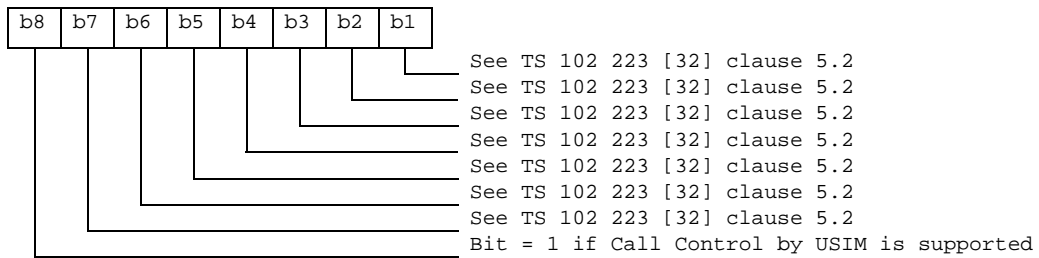 b8 b7 b6 b5 b4 b3 b2 b1
See TS 102 223 [32] clause 5.2
See TS 102 223 [32] clause 5.2
See TS 102 223 [32] clause 5.2
See TS 102 223 [32] clause 5.2
See TS 102 223 [32] clause 5.2
See TS 102 223 [32] clause 5.2
See TS 102 223 [32] clause 5.2
Bit = 1 if Call Control by USIM is supported